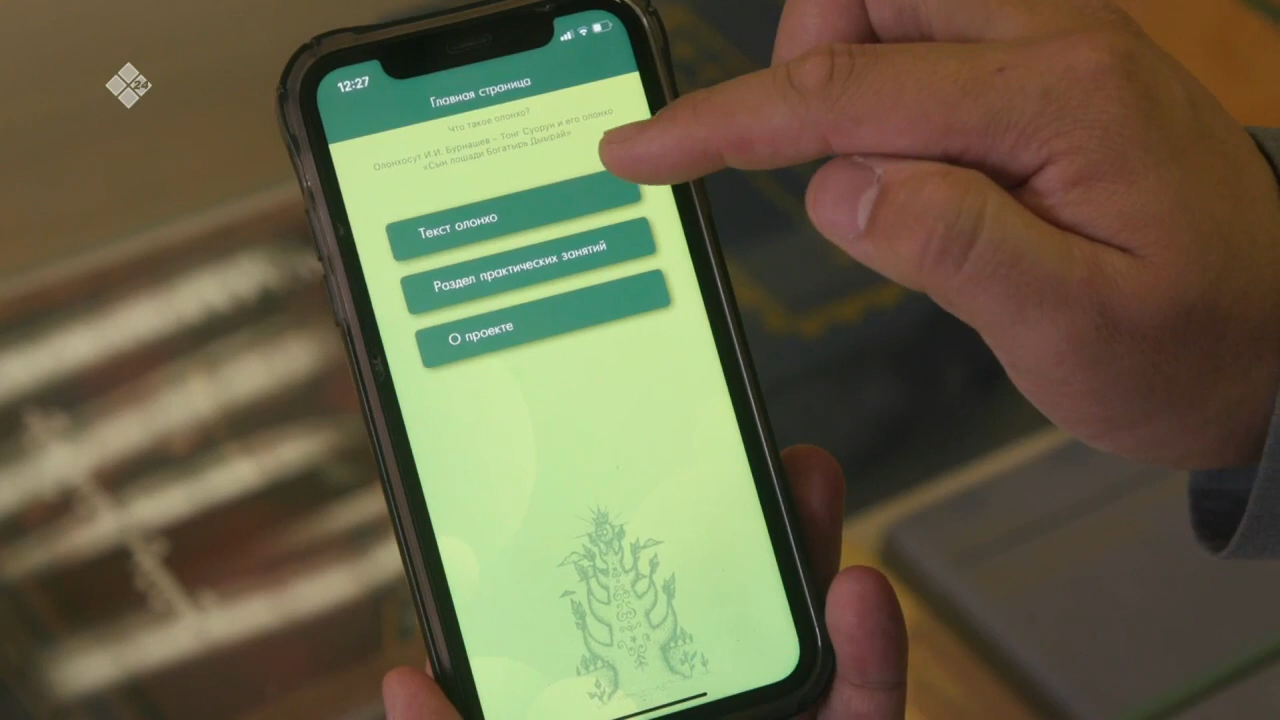 24
12:27
Главная страница
Что такое олонхо?
Олонхосут И.И. Бурнашев – Тонг Суорун и его олонхо
«Сын лошади Богатырь Дыырай»
Текст олонхо
Раздел практических занятий
О проекте